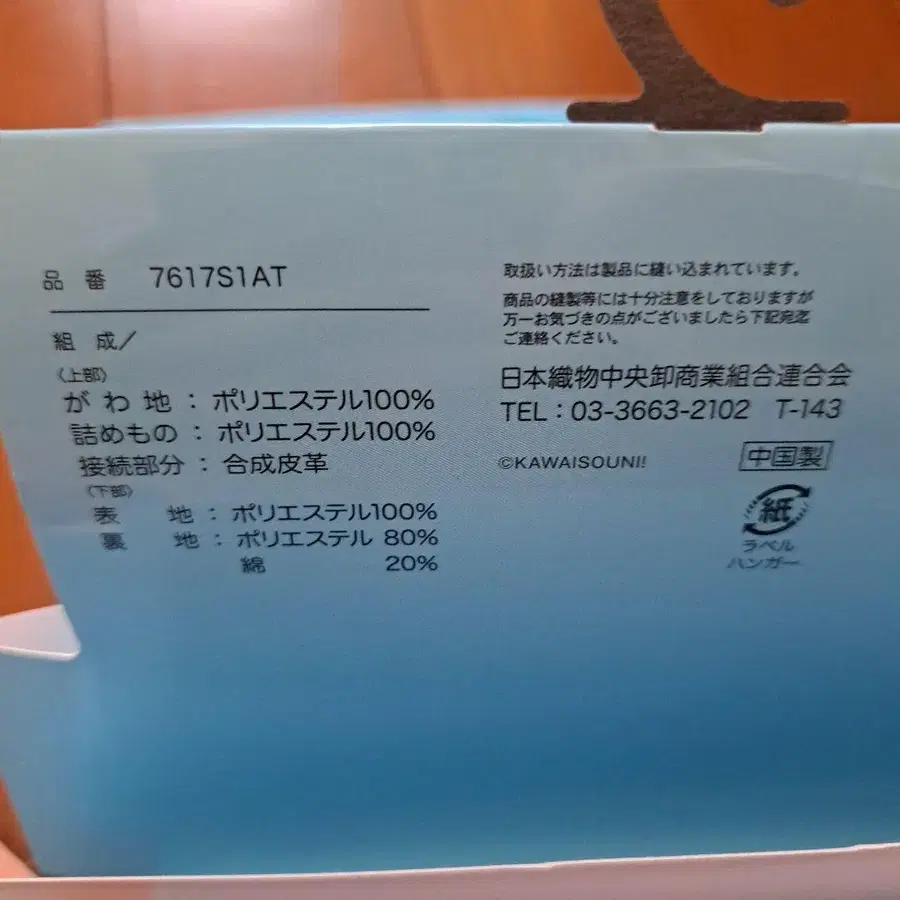 品番 7617S1AT
組成/
〈上部〉
がわ地:ポリエステル100%
詰めもの:ポリエステル100%
接続部分:合成皮革
〈下部〉
表地:ポリエステル100%
裏地:ポリエステル 80%
綿 20%
取扱い方法は製品に縫い込まれています。
商品の縫製等には十分注意をしておりますが
万一お気づきの点がございましたら下記宛迄
ご連絡ください。
日本織物中央卸商業組合連合会
TEL:03-3663-2102 T-143
©KAWAISOUNI!
中国製
紙
ラベル
ハンガー